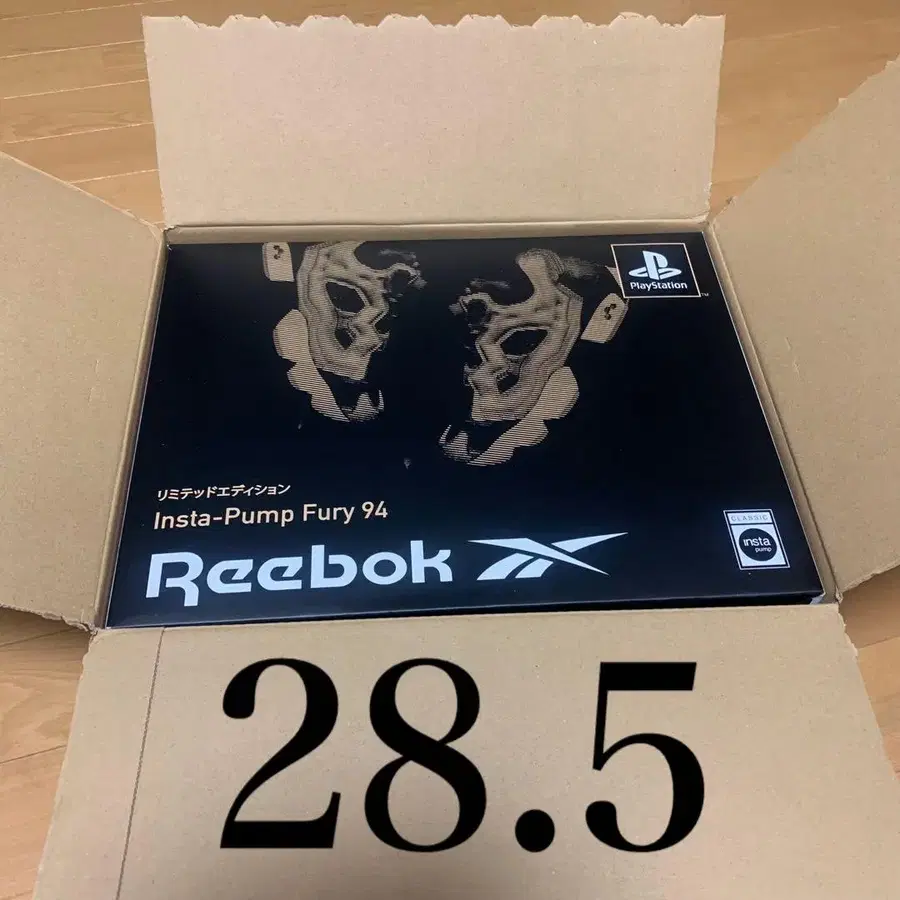 PlayStation
TM
リミテッドエディション
Insta-Pump Fury 94
Reebok
CLASSIC
insta
pump
28.5